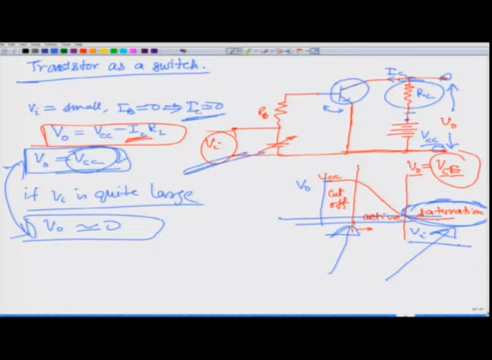 Transistor as a switch.
Vi = small, IB=0 ⇒ IC=0
Vo = Vcc - Ic RL
Vo = Vcc
if Vi is quite large
Vo ≃ 0
Ic
RL
RB
Vi
Vcc
Vo
Vo = VCE
Vo
Vcc
Cut off
active
saturation
Vi